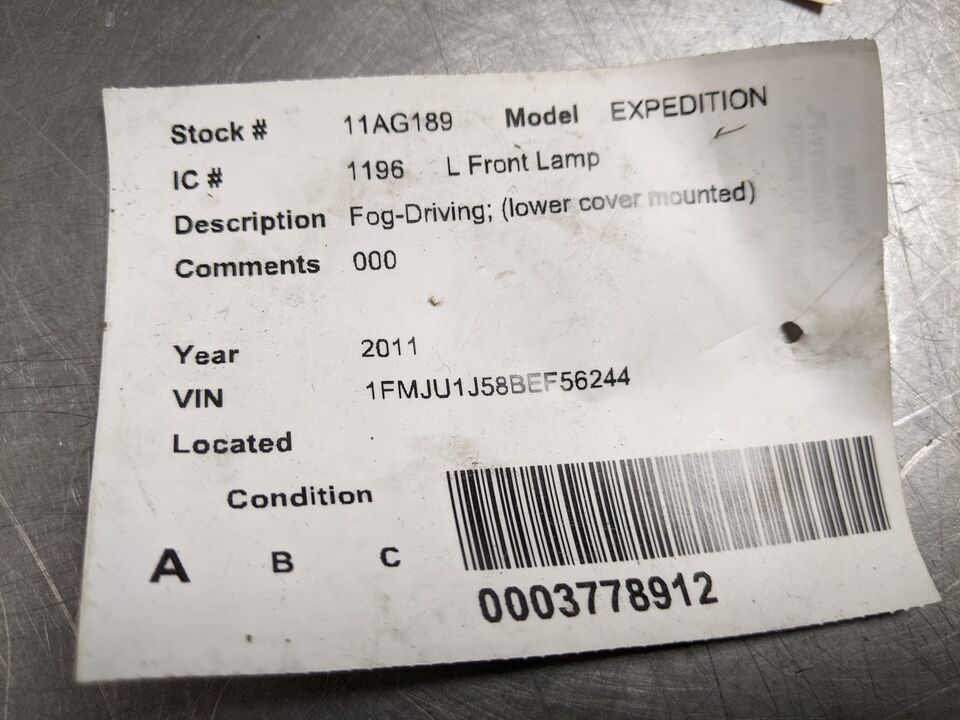 Stock # 11AG189 Model EXPEDITION
IC # 1196 L Front Lamp
Description Fog-Driving; (lower cover mounted)
Comments 000
Year 2011
VIN 1FMJU1J58BEF56244
Located
Condition
A B C
0003778912